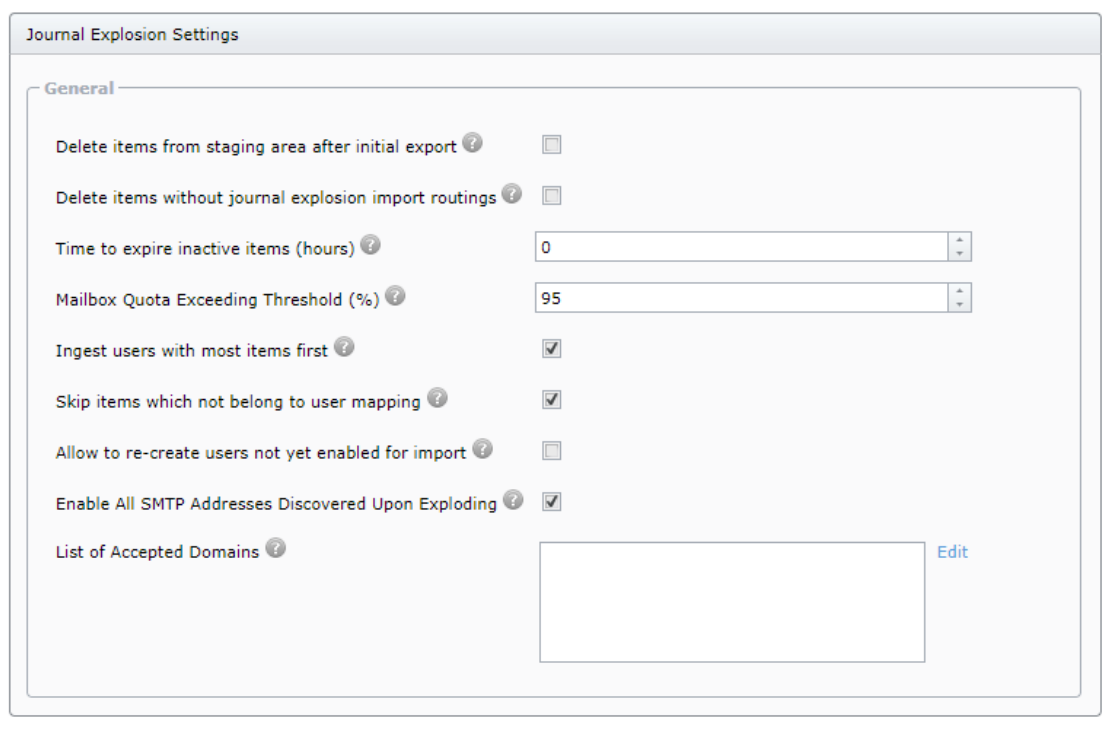 Journal Explosion Settings
General
Delete items from staging area after initial export ?
Delete items without journal explosion import routings ?
Time to expire inactive items (hours) ? 0
Mailbox Quota Exceeding Threshold (%) ? 95
Ingest users with most items first ?
Skip items which not belong to user mapping ?
Allow to re-create users not yet enabled for import ?
Enable All SMTP Addresses Discovered Upon Exploding ?
List of Accepted Domains ? Edit